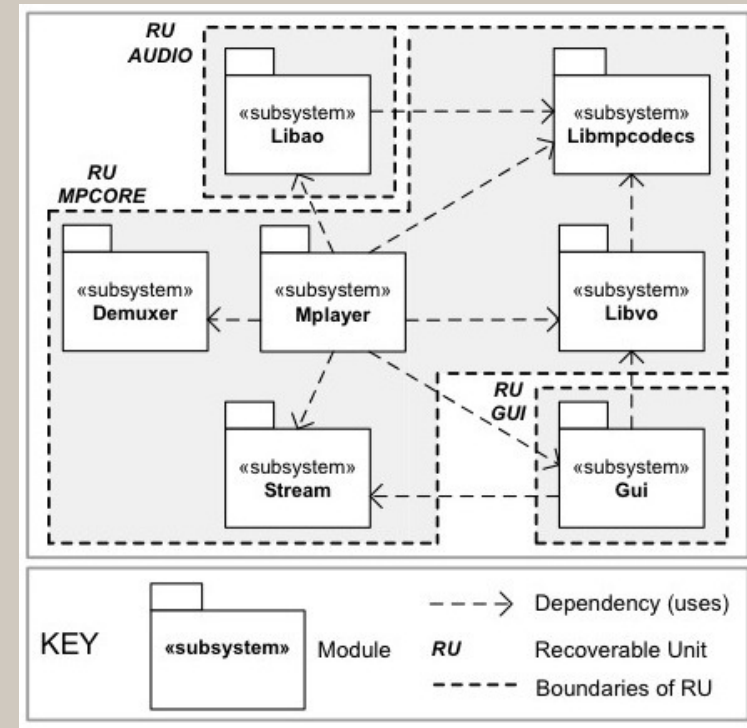 RU
AUDIO
«subsystem»
Libao
«subsystem»
Libmpcodecs
RU
MPCORE
«subsystem»
Demuxer
«subsystem»
Mplayer
«subsystem»
Libvo
RU
GUI
«subsystem»
Stream
«subsystem»
Gui
KEY
«subsystem»
Module
Dependency (uses)
RU
Recoverable Unit
Boundaries of RU